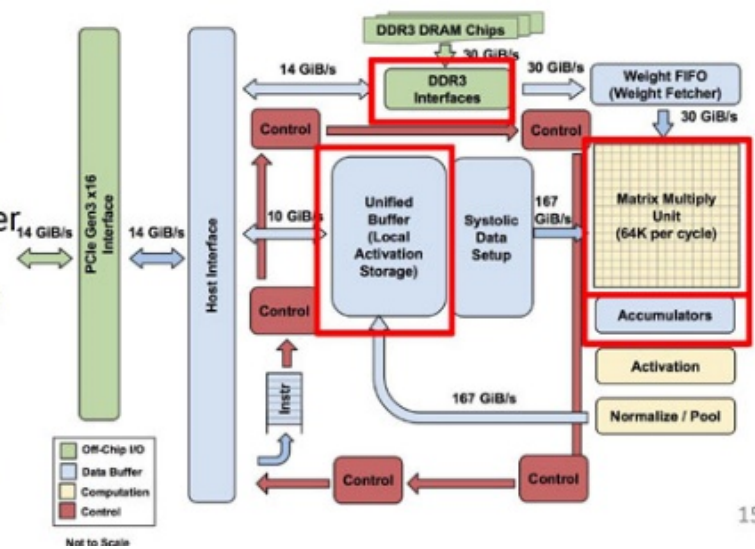 DDR3 DRAM Chips
30 GiB/s
14 GiB/s
DDR3
Interfaces
30 GiB/s
Weight FIFO
(Weight Fetcher)
30 GiB/s
Control
Control
Matrix Multiply
Unit
(64K per cycle)
Unified
Buffer
(Local
Activation
Storage)
Systolic
Data
Setup
167
GiB/s
10 GiB/s
er
14 GiB/s
PCIe Gen3 x16
Interface
14 GiB/s
Host Interface
Control
Accumulators
Activation
Normalize / Pool
167 GiB/s
Instr
Off-Chip I/O
Data Buffer
Computation
Control
Not to Scale
Control
Control
15